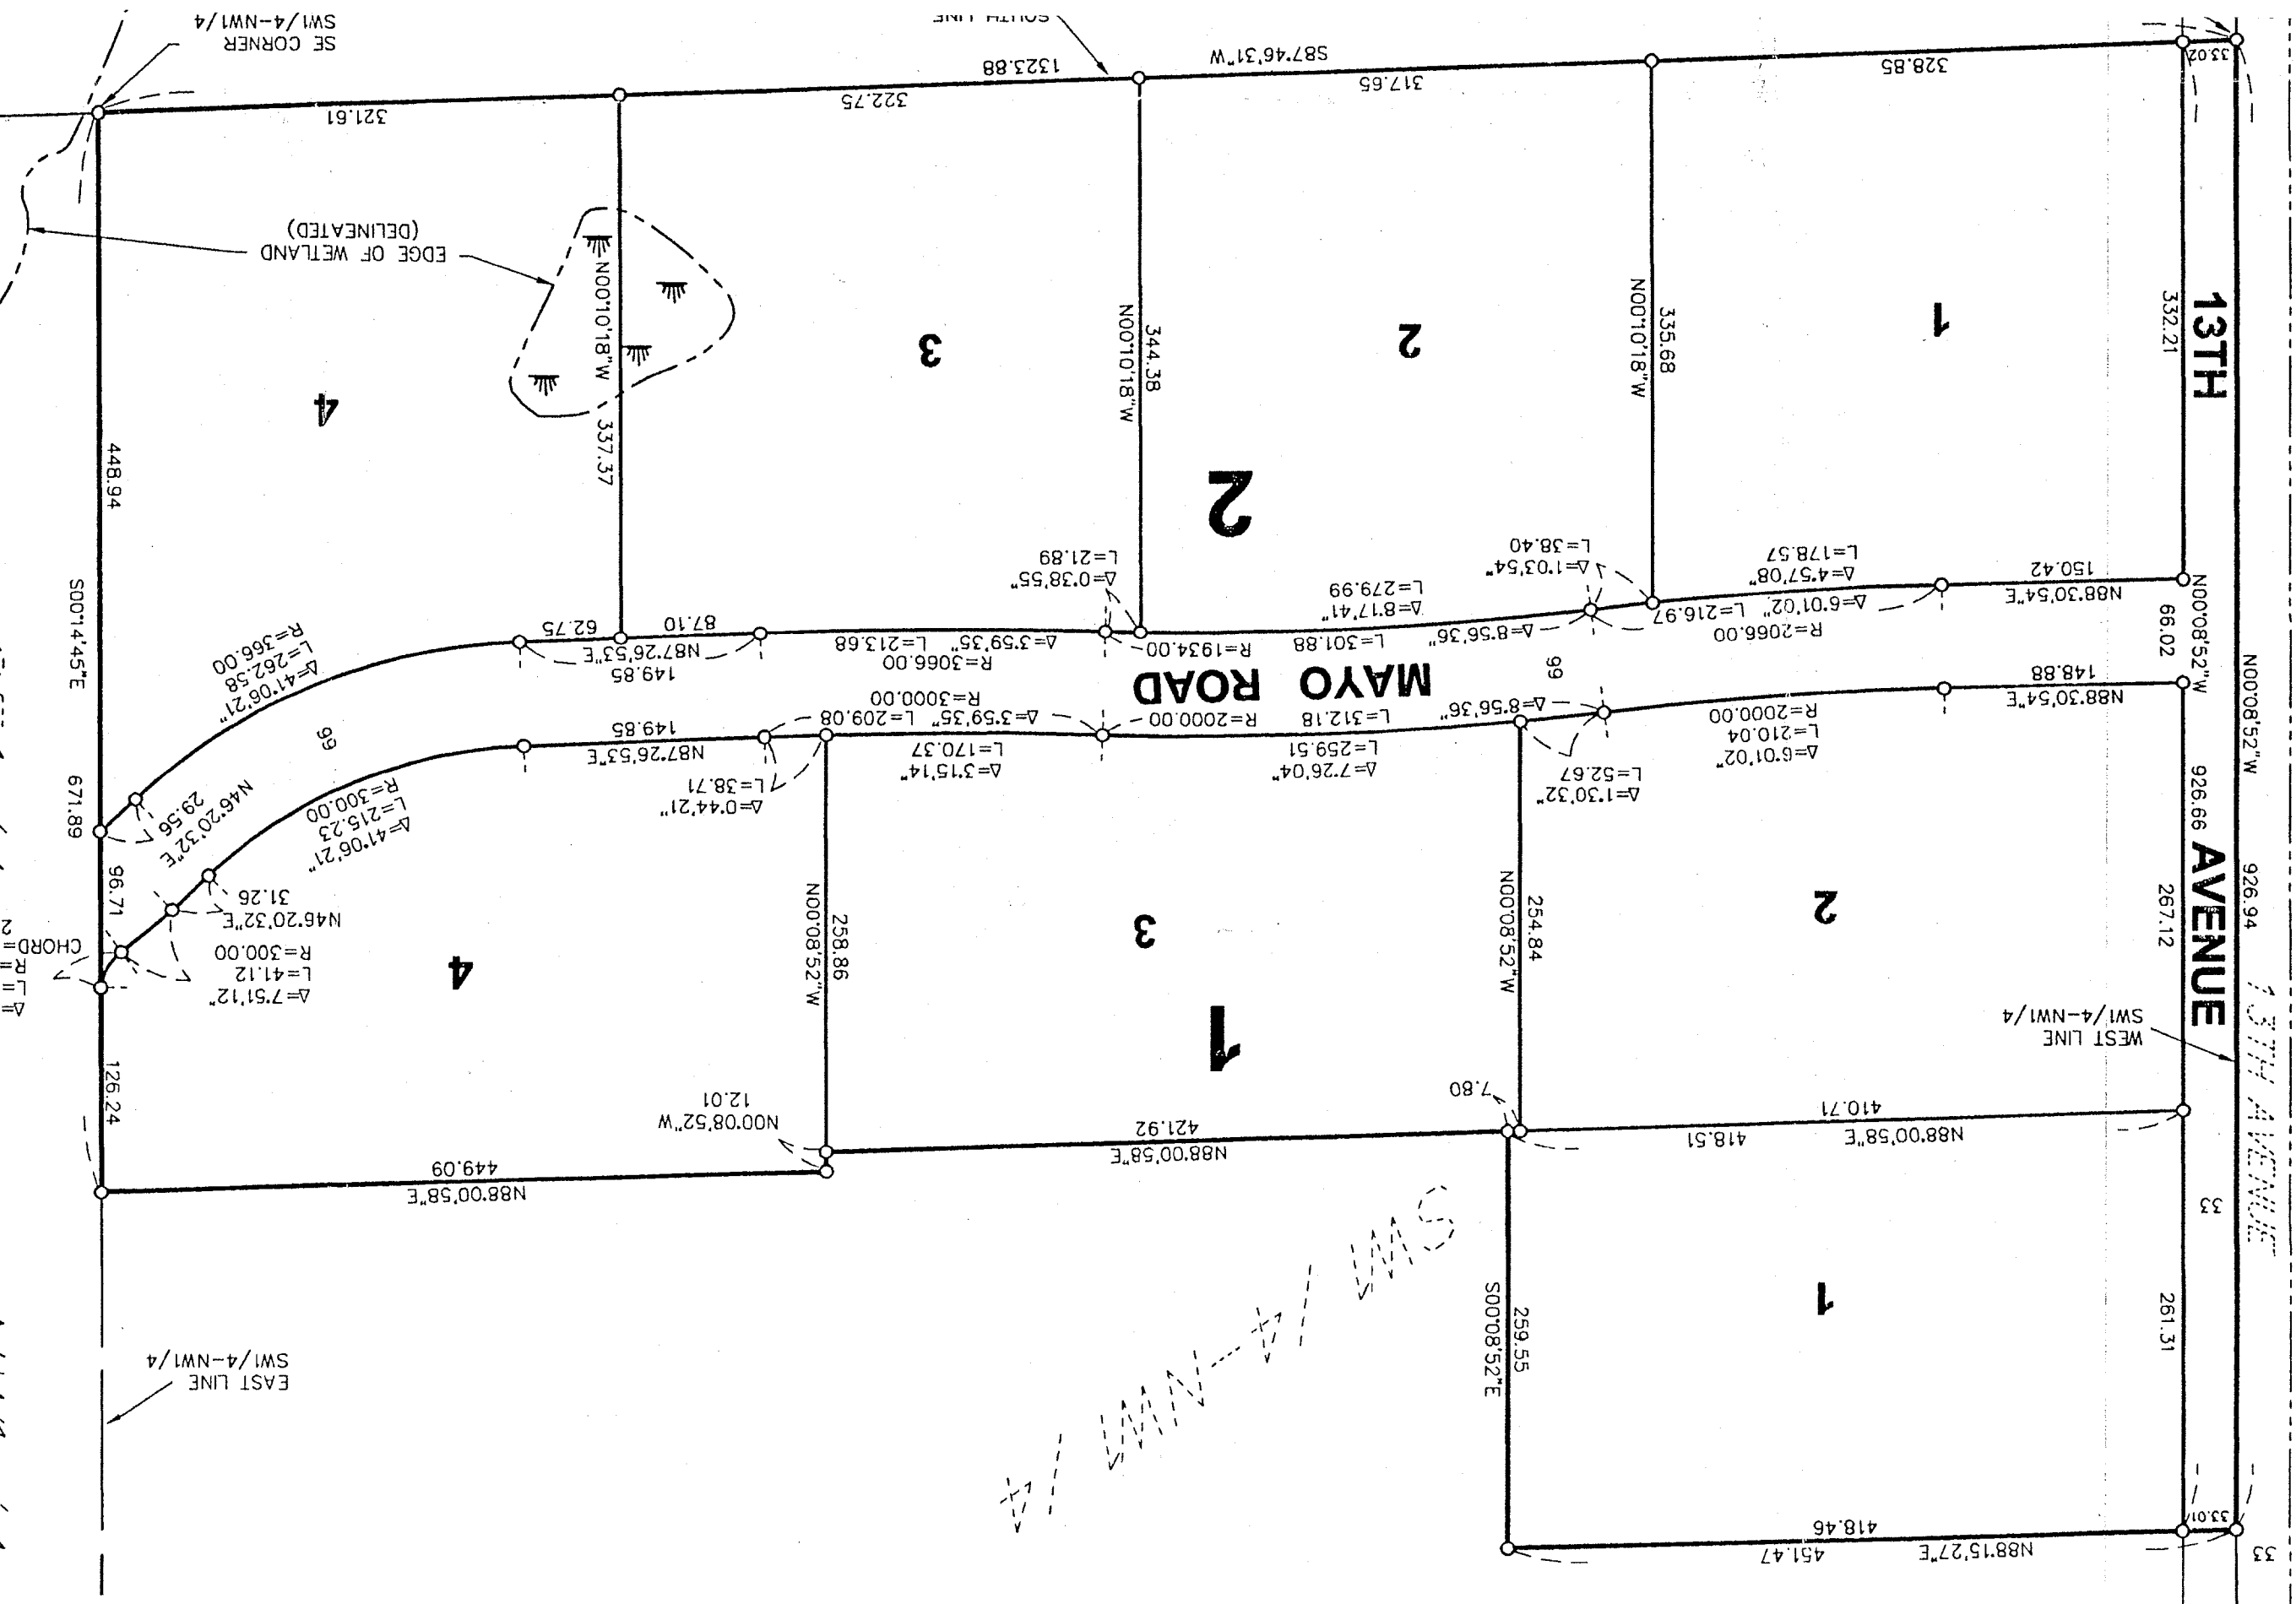 33
33.01
N88°15'27"E
451.47
418.46
EAST LINE
SW1/4-NW1/4
261.31
1
259.55
S00°08'52"E
SW 1/4-NW 1/4
33
13TH AVENUE
N88°00'58"E
418.51
410.71
7.80
N88°00'58"E
421.92
N88°00'58"E
449.09
N00°08'52"W
12.01
126.24
WEST LINE
SW1/4-NW1/4
1
267.12
2
254.84
N00°08'52"W
3
258.86
N00°08'52"W
4
Δ=7°51'12"
L=41.12
R=300.00
N46°20'32"E
31.26
Δ=
L=
R=
CHORD=
2
96.71
926.94
N00°08'52"W
926.66
13TH AVENUE
N88°30'54"E
148.88
Δ=6°01'02"
L=210.04
R=2000.00
Δ=1°30'32"
L=52.67
Δ=7°26'04"
L=259.51
Δ=8°56'36"
L=312.18
R=2000.00
Δ=3°15'14"
L=170.37
Δ=3°59'35"
L=209.08
R=3000.00
Δ=0°44'21"
L=38.71
N87°26'53"E
149.85
Δ=41°06'21"
L=215.23
R=300.00
N46°20'32"E
29.56
671.89
66.02
N00°08'52"W
66
MAYO ROAD
66
N88°30'54"E
150.42
R=2066.00
Δ=6°01'02"
L=216.97
Δ=4°57'08"
L=178.57
Δ=1°03'54"
L=38.40
Δ=8°56'36"
L=301.88
R=1934.00
Δ=8°17'41"
L=279.99
Δ=0°38'55"
L=21.89
R=3066.00
Δ=3°59'35"
L=213.68
149.85
N87°26'53"E
87.10
62.75
Δ=41°06'21"
L=262.58
R=366.00
S00°14'45"E
2
332.21
1
335.68
N00°10'18"W
2
344.38
N00°10'18"W
3
337.37
N00°10'18"W
4
448.94
EDGE OF WETLAND
(DELINEATED)
33.02
328.85
317.65
S87°46'31"W
322.75
1323.88
321.61
SOUTH LINE
SE CORNER
SW1/4-NW1/4